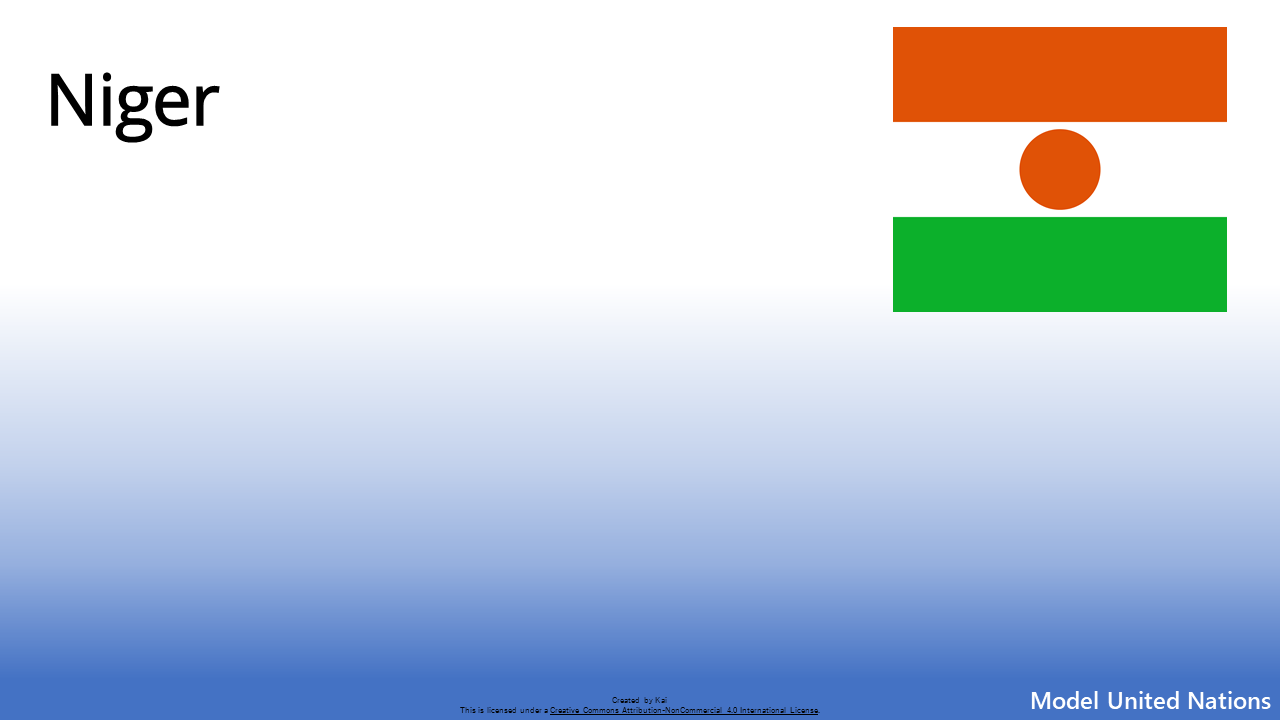 Niger
Created by Kai
This is licensed under a Creative Commons Attribution-NonCommercial 4.0 International License.
Model United Nations